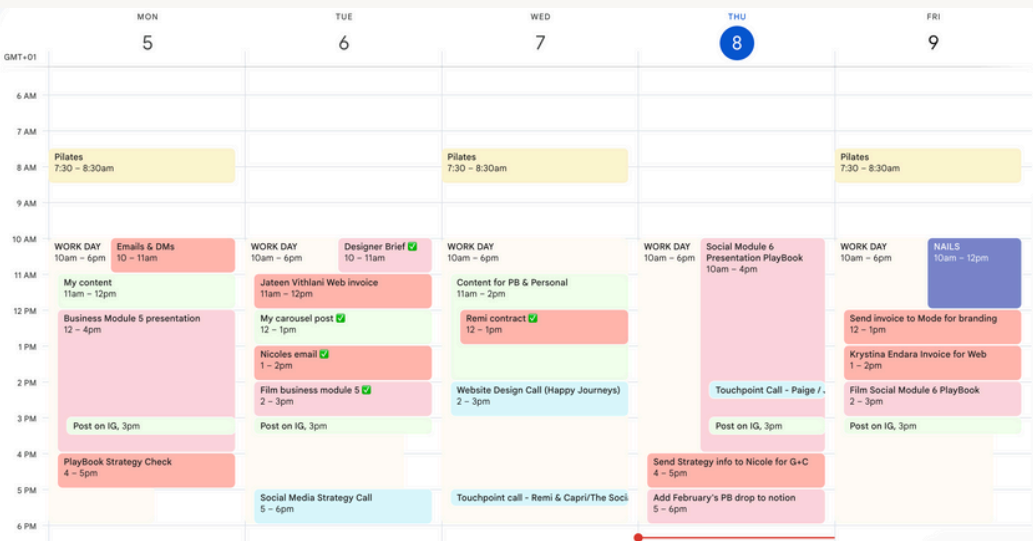 MON
TUE
WED
THU
FRI
5
6
7
8
9
GMT+01
6 AM
7 AM
8 AM
9 AM
10 AM
11 AM
12 PM
1 PM
2 PM
3 PM
4 PM
5 PM
6 PM
Pilates
7:30 – 8:30am
WORK DAY
10am – 6pm
Emails & DMs
10 – 11am
My content
11am – 12pm
Business Module 5 presentation
12 – 4pm
Post on IG, 3pm
PlayBook Strategy Check
4 – 5pm
WORK DAY
10am – 6pm
Designer Brief ✅
10 – 11am
Jateen Vithlani Web invoice
11am – 12pm
My carousel post ✅
12 – 1pm
Nicoles email ✅
1 – 2pm
Film business module 5 ✅
2 – 3pm
Post on IG, 3pm
Social Media Strategy Call
5 – 6pm
Pilates
7:30 – 8:30am
WORK DAY
10am – 6pm
Content for PB & Personal
11am – 2pm
Remi contract ✅
12 – 1pm
Website Design Call (Happy Journeys)
2 – 3pm
Touchpoint call - Remi & Capri/The Socia
WORK DAY
10am – 6pm
Social Module 6
Presentation PlayBook
10am – 4pm
Touchpoint Call - Paige / .
Post on IG, 3pm
Send Strategy info to Nicole for G+C
4 – 5pm
Add February's PB drop to notion
5 – 6pm
Pilates
7:30 – 8:30am
WORK DAY
10am – 6pm
NAILS
10am – 12pm
Send invoice to Mode for branding
12 – 1pm
Krystina Endara Invoice for Web
1 – 2pm
Film Social Module 6 PlayBook
2 – 3pm
Post on IG, 3pm